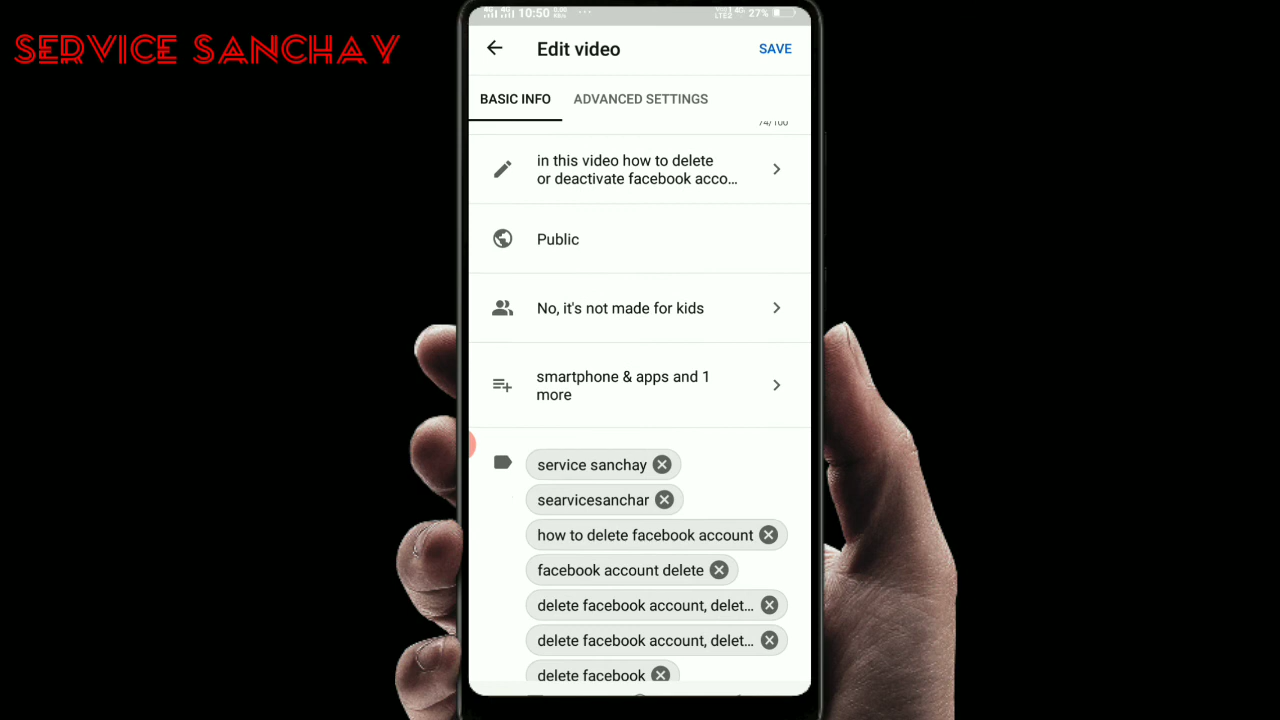 SERVICE SANCHAY
10:50
27%
Edit video
SAVE
BASIC INFO
ADVANCED SETTINGS
74/100
in this video how to delete
or deactivate facebook acco...
Public
No, it's not made for kids
smartphone & apps and 1
more
service sanchay
searvicesanchar
how to delete facebook account
facebook account delete
delete facebook account, delet...
delete facebook account, delet...
delete facebook